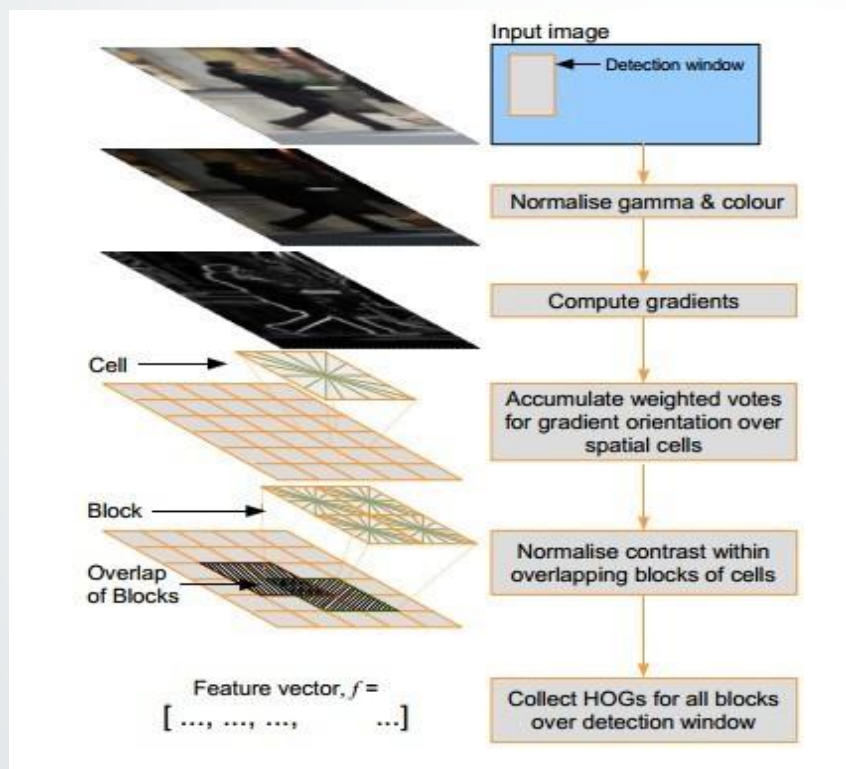 Input image
Detection window
Normalise gamma & colour
Compute gradients
Cell
Accumulate weighted votes
for gradient orientation over
spatial cells
Block
Overlap
of Blocks
Normalise contrast within
overlapping blocks of cells
Feature vector, f =
[ ..., ..., ..., ...]
Collect HOGs for all blocks
over detection window